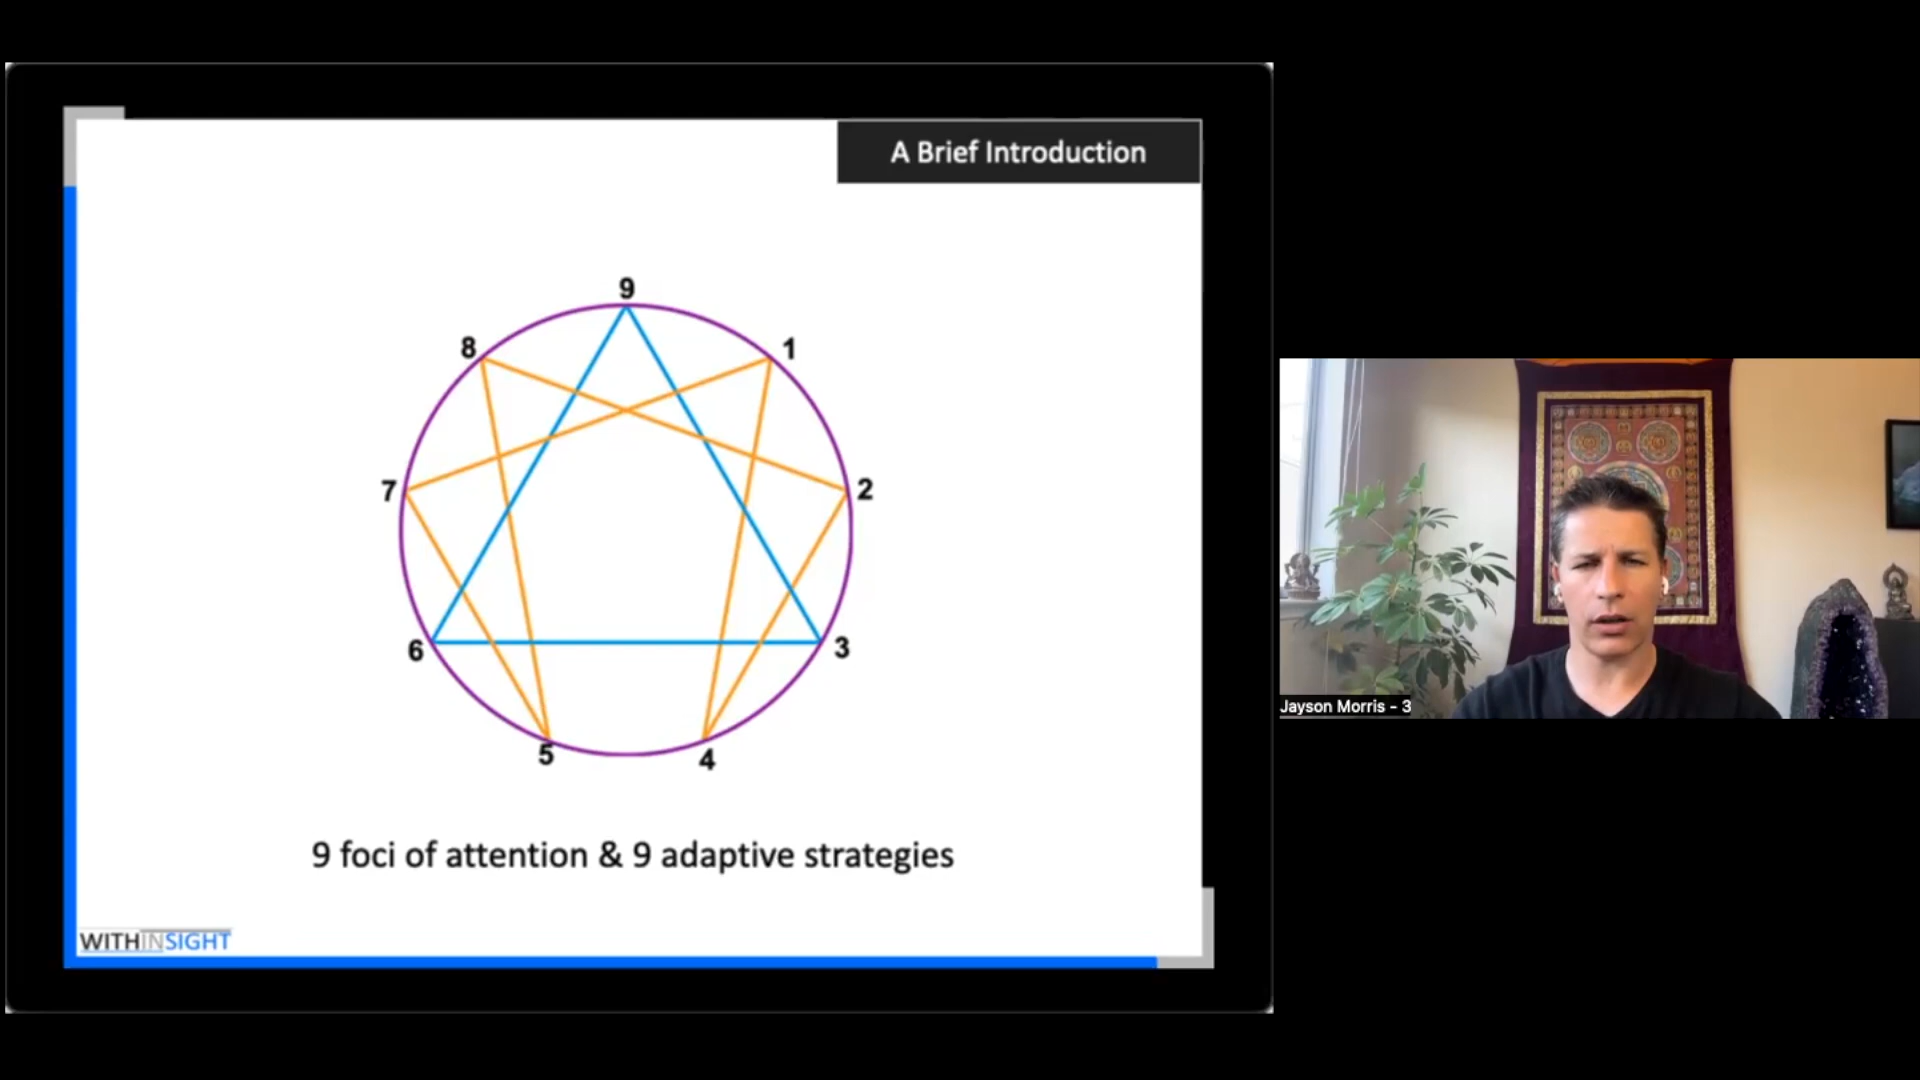 A Brief Introduction
9
8
1
7
2
6
3
5
4
9 foci of attention & 9 adaptive strategies
WITHINSIGHT
Jayson Morris - 3